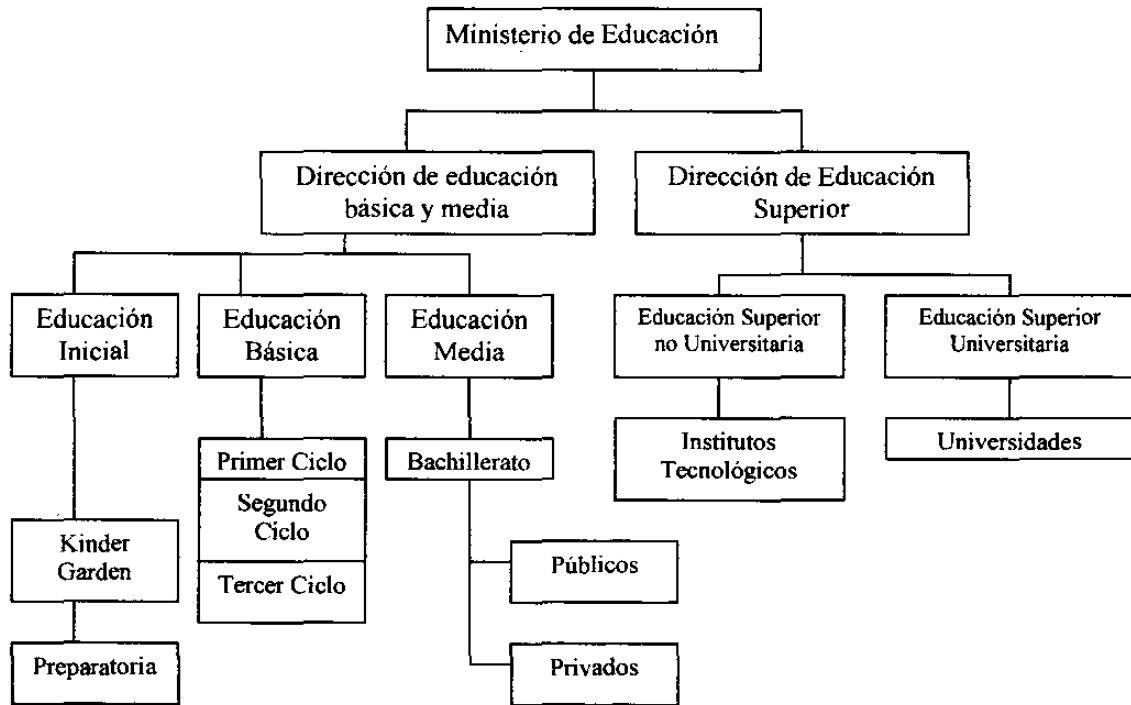 Ministerio de Educación
Dirección de educación
básica y media
Dirección de Educación
Superior
Educación
Inicial
Educación
Básica
Educación
Media
Educación Superior
no Universitaria
Educación Superior
Universitaria
Primer Ciclo
Segundo
Ciclo
Tercer Ciclo
Bachillerato
Institutos
Tecnológicos
Universidades
Kinder
Garden
Públicos
Preparatoria
Privados